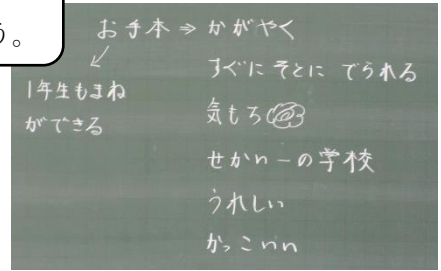 う。
お手本 ⇒ かがやく
1年生もまね
ができる
すぐに そとに でられる
気もち
せかい一の学校
うれしい
かっこいい